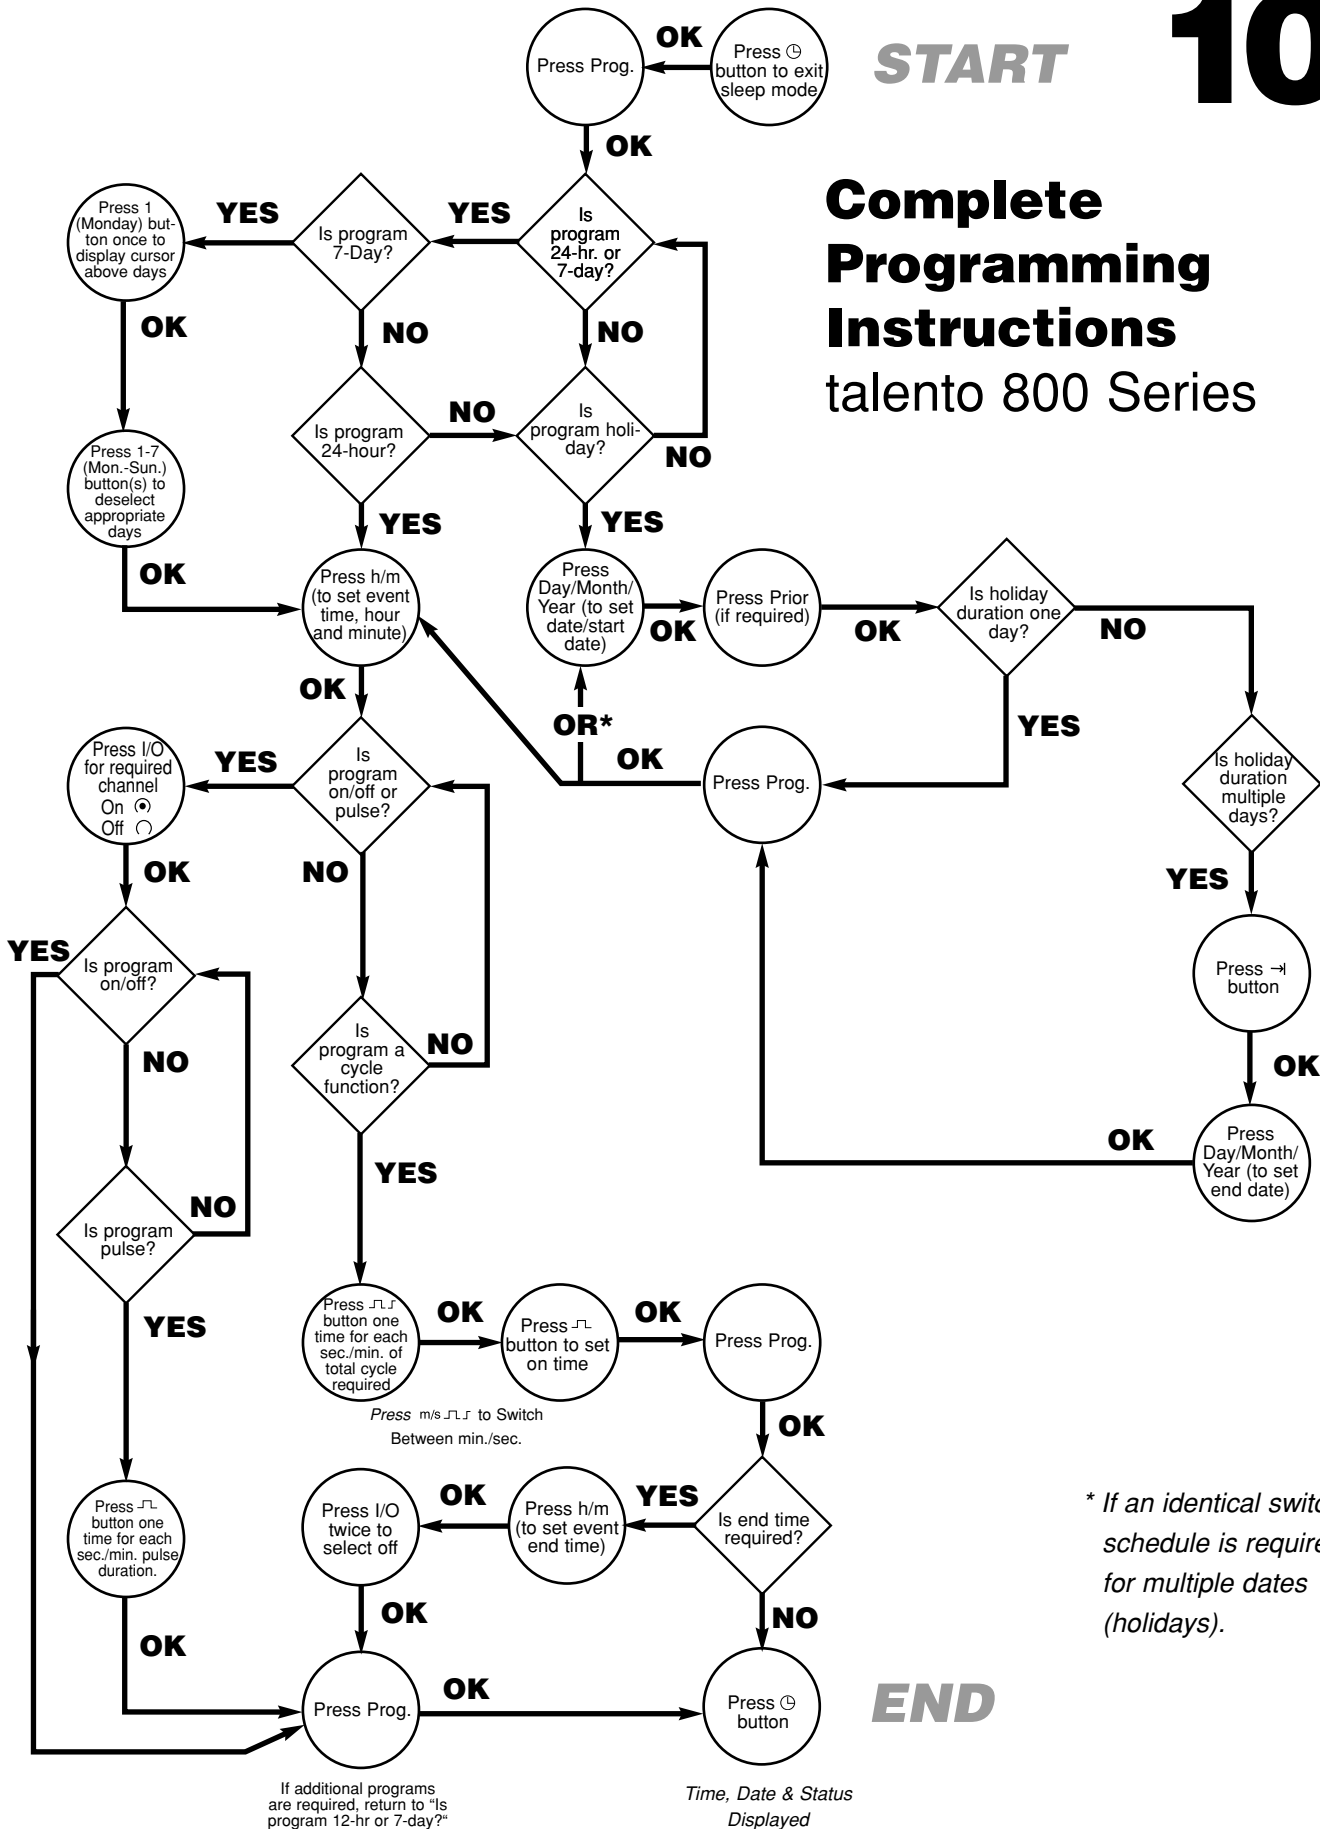 10
START
OK
Press
button to exit
sleep mode
Press Prog.
OK
Complete
Programming
Instructions
talento 800 Series
Is
program
24-hr. or
7-day?
YES
Is program
7-Day?
YES
Press 1
(Monday) but-
ton once to
display cursor
above days
OK
NO
NO
Press 1-7
(Mon.-Sun.)
button(s) to
deselect
appropriate
days
Is program
24-hour?
NO
Is
program holi-
day?
NO
YES
YES
OK
Press h/m
(to set event
time, hour
and minute)
Press
Day/Month/
Year (to set
date/start
date)
OK
Press Prior
(if required)
OK
Is holiday
duration one
day?
NO
OK
OR*
OK
Press Prog.
YES
Is holiday
duration
multiple
days?
YES
Press
button
OK
Press
Day/Month/
Year (to set
end date)
OK
Press I/O
for required
channel
On
Off
YES
Is
program
on/off or
pulse?
OK
NO
YES
Is program
on/off?
NO
Is
program a
cycle
function?
NO
YES
Is program
pulse?
NO
YES
Press
button one
time for each
sec./min. of
total cycle
required
OK
Press
button to set
on time
OK
Press Prog.
Press m/s to Switch
Between min./sec.
OK
Press
button one
time for each
sec./min. pulse
duration.
OK
Press I/O
twice to
select off
OK
Press h/m
(to set event
end time)
YES
Is end time
required?
OK
NO
Press Prog.
OK
Press
button
END
If additional programs
are required, return to “Is
program 12-hr or 7-day?“
Time, Date & Status
Displayed
* If an identical switc
schedule is require
for multiple dates
(holidays).